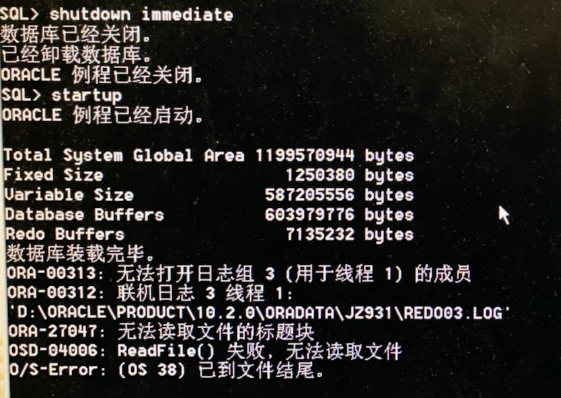 SQL> shutdown immediate
数据库已经关闭。
已经卸载数据库。
ORACLE 例程已经关闭。
SQL> startup
ORACLE 例程已经启动。
Total System Global Area 1199570944 bytes
Fixed Size 1250380 bytes
Variable Size 587205556 bytes
Database Buffers 603979776 bytes
Redo Buffers 7135232 bytes
数据库装载完毕。
ORA-00313: 无法打开日志组 3 (用于线程 1) 的成员
ORA-00312: 联机日志 3 线程 1:
'D:\ORACLE\PRODUCT\10.2.0\ORADATA\JZ931\REDO03.LOG'
ORA-27047: 无法读取文件的标题块
OSD-04006: ReadFile() 失败, 无法读取文件
O/S-Error: (OS 38) 已到文件结尾。